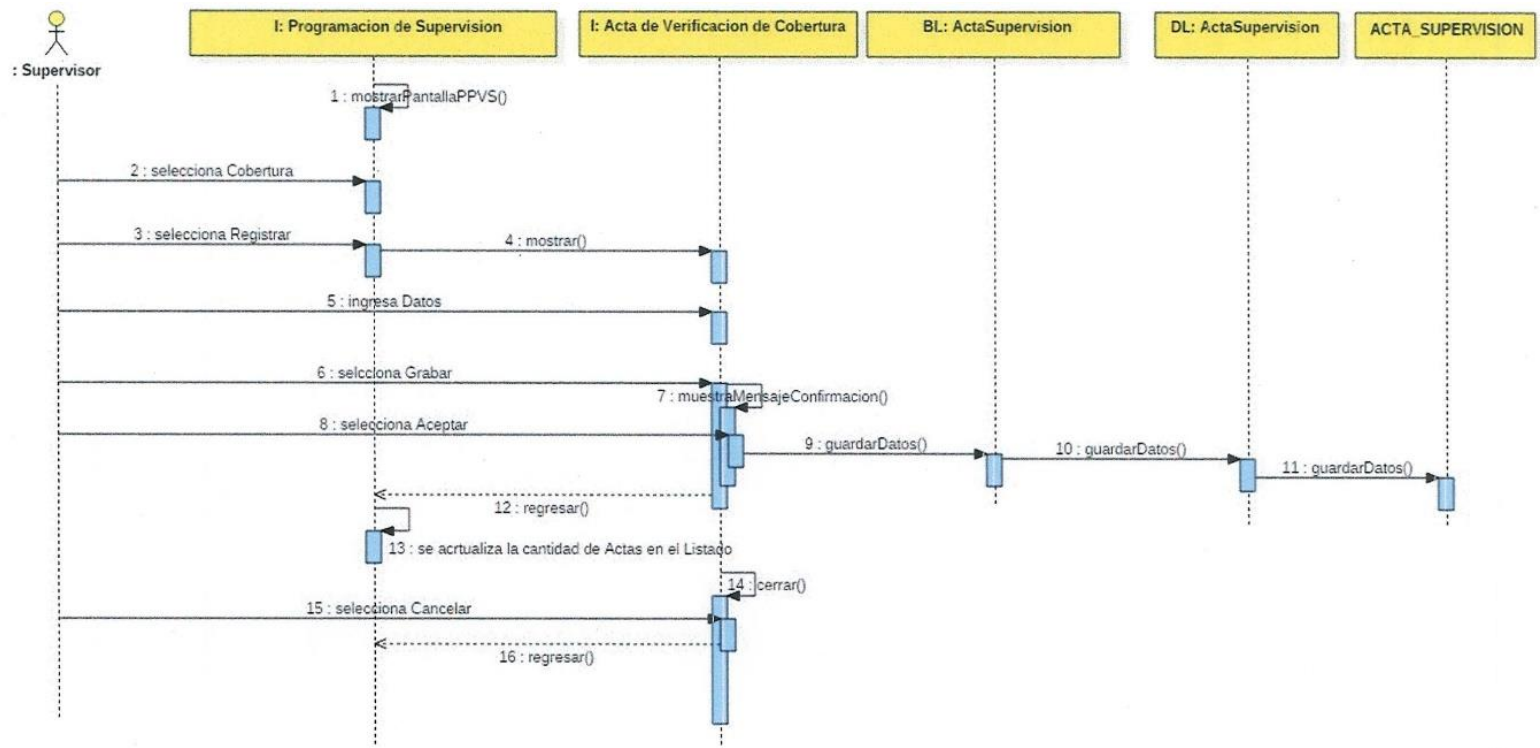 : Supervisor
I: Programacion de Supervision
I: Acta de Verificacion de Cobertura
BL: ActaSupervision
DL: ActaSupervision
ACTA_SUPERVISION
1 : mostrarPantallaPPVS()
2 : selecciona Cobertura
3 : selecciona Registrar
4 : mostrar()
5 : ingresa Datos
6 : selcciona Grabar
7 : muestraMensajeConfirmacion()
8 : selecciona Aceptar
9 : guardarDatos()
10 : guardarDatos()
11 : guardarDatos()
12 : regresar()
13 : se acrtualiza la cantidad de Actas en el Listado
14 : cerrar()
15 : selecciona Cancelar
16 : regresar()